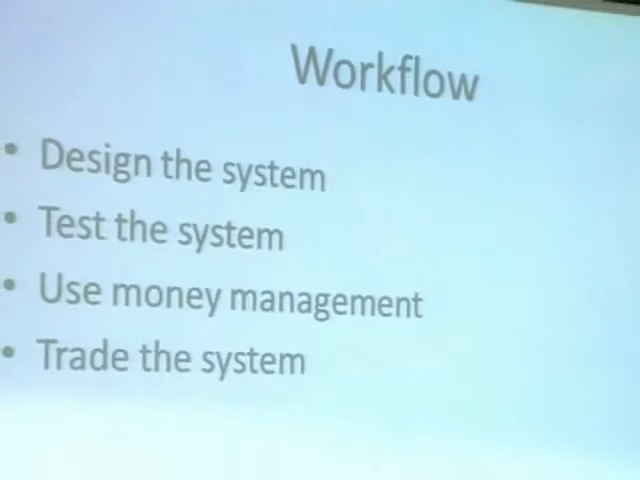 Workflow
• Design the system
• Test the system
• Use money management
• Trade the system